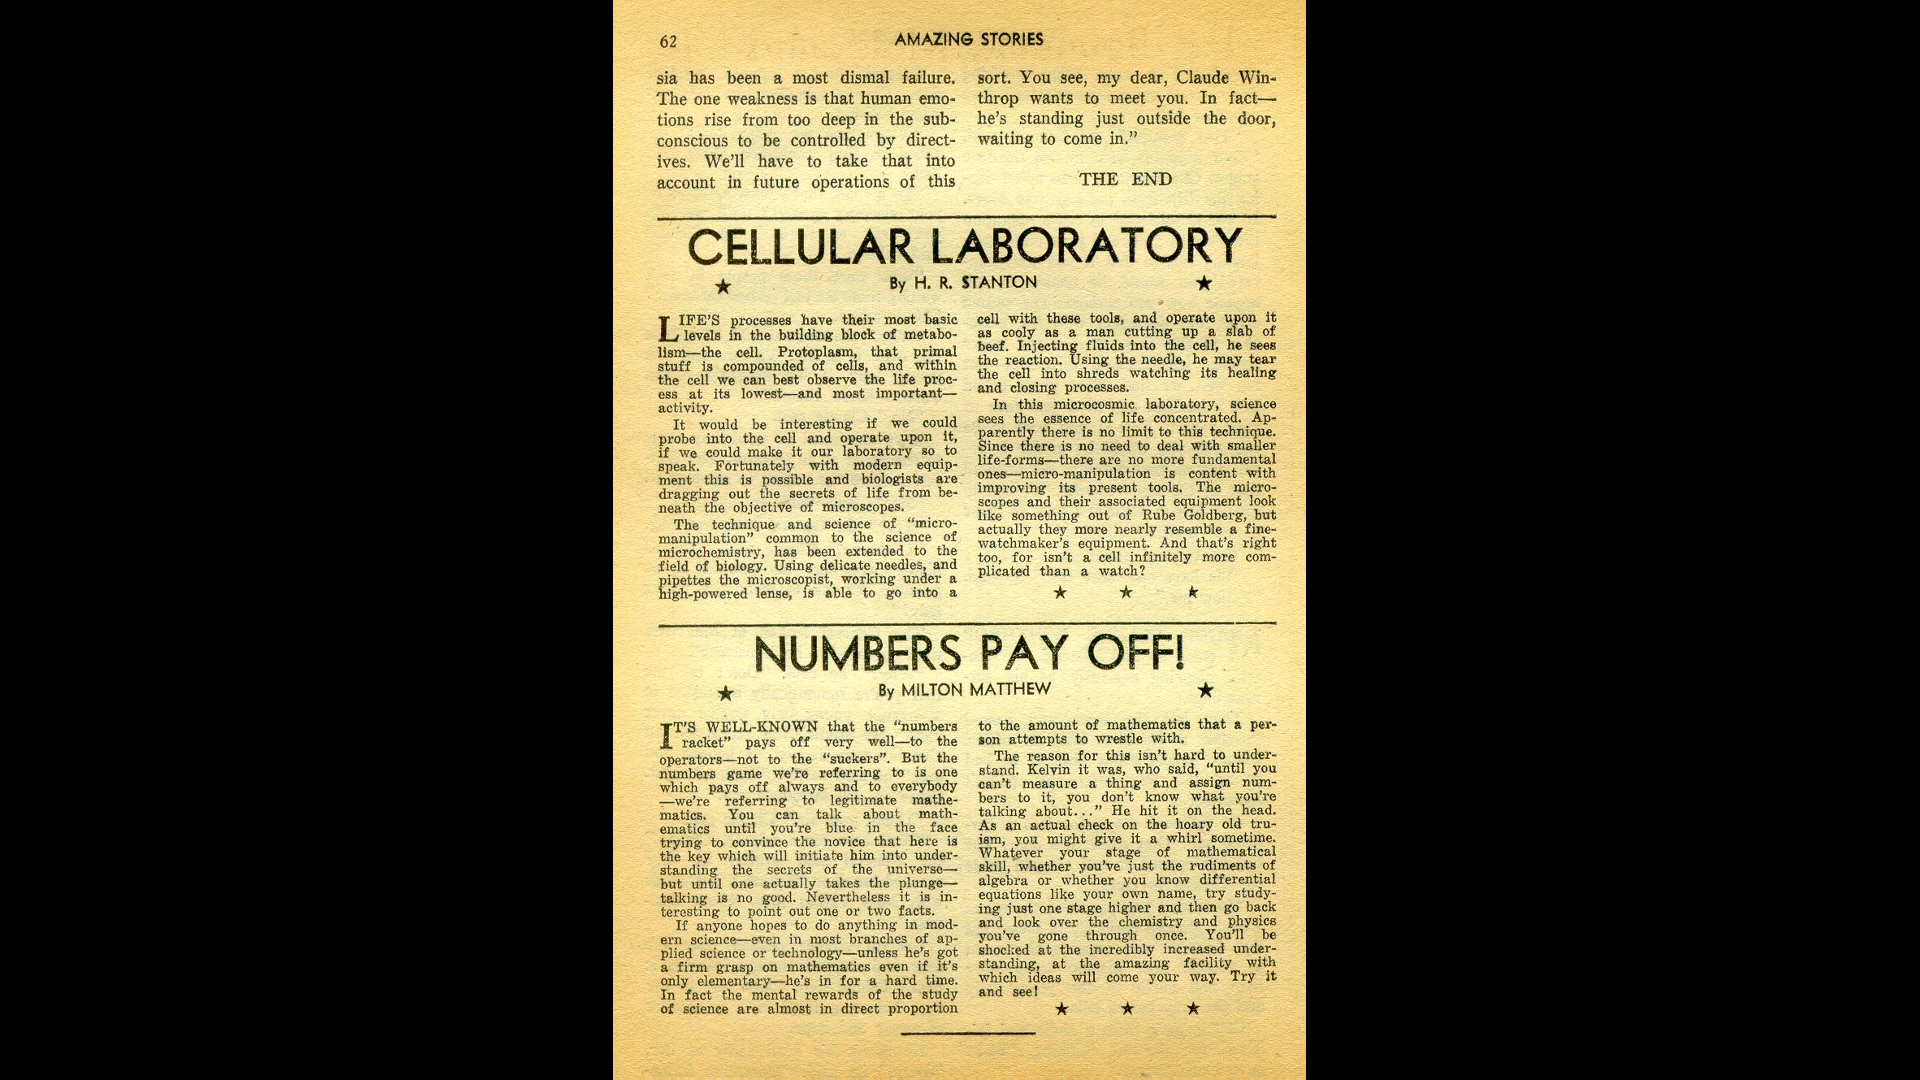 62
AMAZING STORIES
sia has been a most dismal failure.
The one weakness is that human emo-
tions rise from too deep in the sub-
conscious to be controlled by direct-
ives. We'll have to take that into
account in future operations of this
sort. You see, my dear, Claude Win-
throp wants to meet you. In fact—
he's standing just outside the door,
waiting to come in."
THE END
CELLULAR LABORATORY
★ By H. R. STANTON ★
LIFE'S processes have their most basic
levels in the building block of metabo-
lism—the cell. Protoplasm, that primal
stuff is compounded of cells, and within
the cell we can best observe the life proc-
ess at its lowest—and most important—
activity.
It would be interesting if we could
probe into the cell and operate upon it,
if we could make it our laboratory so to
speak. Fortunately with modern equip-
ment this is possible and biologists are
dragging out the secrets of life from be-
neath the objective of microscopes.
The technique and science of "micro-
manipulation" common to the science of
microchemistry, has been extended to the
field of biology. Using delicate needles, and
pipettes the microscopist, working under a
high-powered lense, is able to go into a
cell with these tools, and operate upon it
as cooly as a man cutting up a slab of
beef. Injecting fluids into the cell, he sees
the reaction. Using the needle, he may tear
the cell into shreds watching its healing
and closing processes.
In this microcosmic laboratory, science
sees the essence of life concentrated. Ap-
parently there is no limit to this technique.
Since there is no need to deal with smaller
life-forms—there are no more fundamental
ones—micro-manipulation is content with
improving its present tools. The micro-
scopes and their associated equipment look
like something out of Rube Goldberg, but
actually they more nearly resemble a fine-
watchmaker's equipment. And that's right
too, for isn't a cell infinitely more com-
plicated than a watch?
★ ★ ★
NUMBERS PAY OFF!
★ By MILTON MATTHEW ★
IT'S WELL-KNOWN that the "numbers
racket" pays off very well—to the
operators—not to the "suckers". But the
numbers game we're referring to is one
which pays off always and to everybody
—we're referring to legitimate mathe-
matics. You can talk about math-
ematics until you're blue in the face
trying to convince the novice that here is
the key which will initiate him into under-
standing the secrets of the universe—
but until one actually takes the plunge—
talking is no good. Nevertheless it is in-
teresting to point out one or two facts.
If anyone hopes to do anything in mod-
ern science—even in most branches of ap-
plied science or technology—unless he's got
a firm grasp on mathematics even if it's
only elementary—he's in for a hard time.
In fact the mental rewards of the study
of science are almost in direct proportion
to the amount of mathematics that a per-
son attempts to wrestle with.
The reason for this isn't hard to under-
stand. Kelvin it was, who said, "until you
can't measure a thing and assign num-
bers to it, you don't know what you're
talking about..." He hit it on the head.
As an actual check on the hoary old tru-
ism, you might give it a whirl sometime.
Whatever your stage of mathematical
skill, whether you've just the rudiments of
algebra or whether you know differential
equations like your own name, try study-
ing just one stage higher and then go back
and look over the chemistry and physics
you've gone through once. You'll be
shocked at the incredibly increased under-
standing, at the amazing facility with
which ideas will come your way. Try it
and see!
★ ★ ★